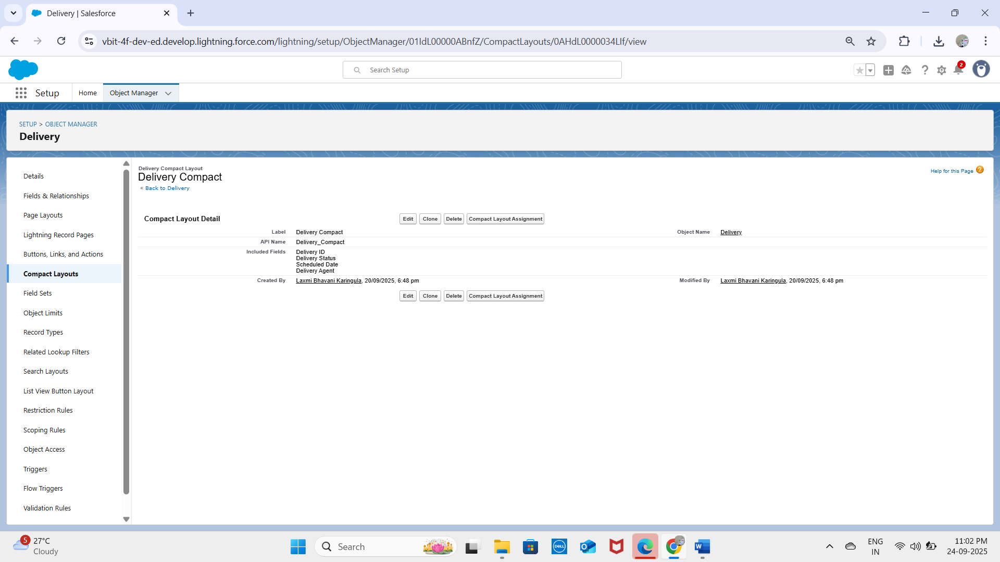 Delivery | Salesforce
vbit-4f-dev-ed.develop.lightning.force.com/lightning/setup/ObjectManager/01IdL00000ABnfZ/CompactLayouts/0AHdL0000034LIf/view
Search Setup
2
Setup
Home
Object Manager
SETUP > OBJECT MANAGER
Delivery
Details
Fields & Relationships
Page Layouts
Lightning Record Pages
Buttons, Links, and Actions
Compact Layouts
Field Sets
Object Limits
Record Types
Related Lookup Filters
Search Layouts
List View Button Layout
Restriction Rules
Scoping Rules
Object Access
Triggers
Flow Triggers
Validation Rules
Delivery Compact Layout
Delivery Compact
« Back to Delivery
Help for this Page ?
Compact Layout Detail
Edit Clone Delete Compact Layout Assignment
Label Delivery Compact Object Name Delivery
API Name Delivery_Compact
Included Fields Delivery ID
Delivery Status
Scheduled Date
Delivery Agent
Created By Laxmi Bhavani Karingula, 20/09/2025, 6:48 pm Modified By Laxmi Bhavani Karingula, 20/09/2025, 6:48 pm
Edit Clone Delete Compact Layout Assignment
5
27°C
Cloudy
Search
DELL
W
ENG
IN
11:02 PM
24-09-2025